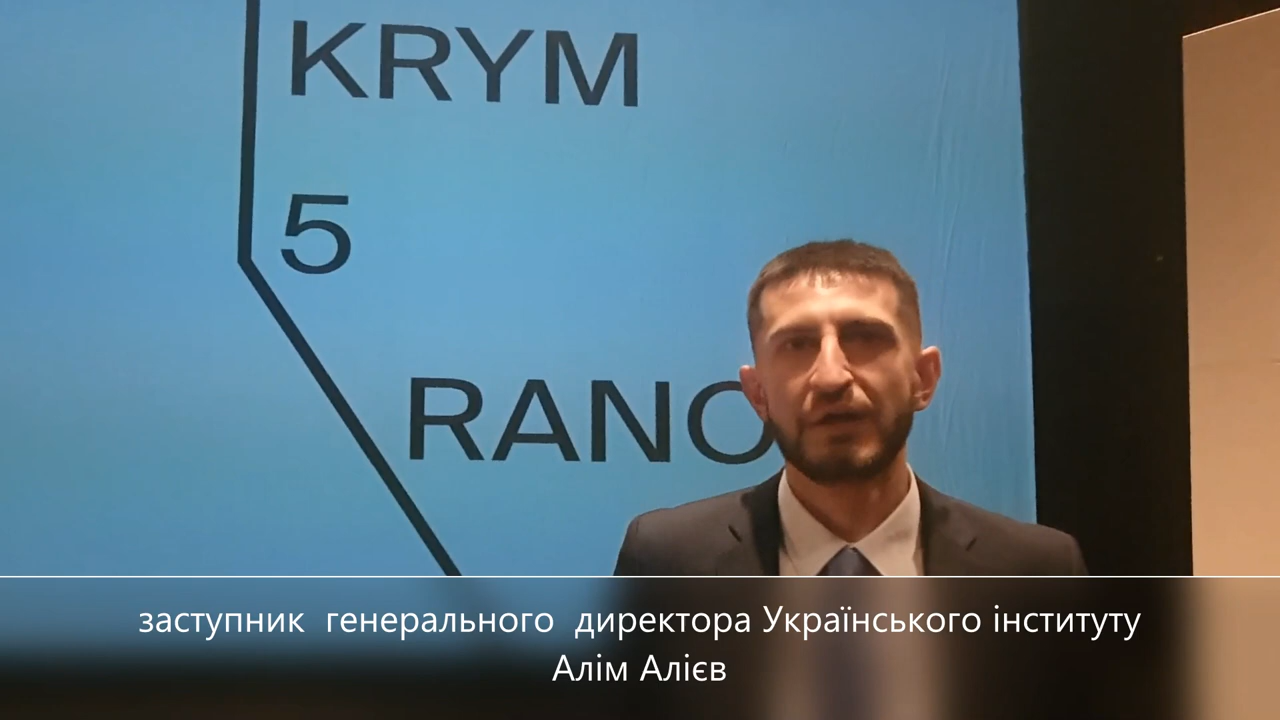 KRYM
5
RANO
заступник генерального директора Українського інституту
Алім Алієв